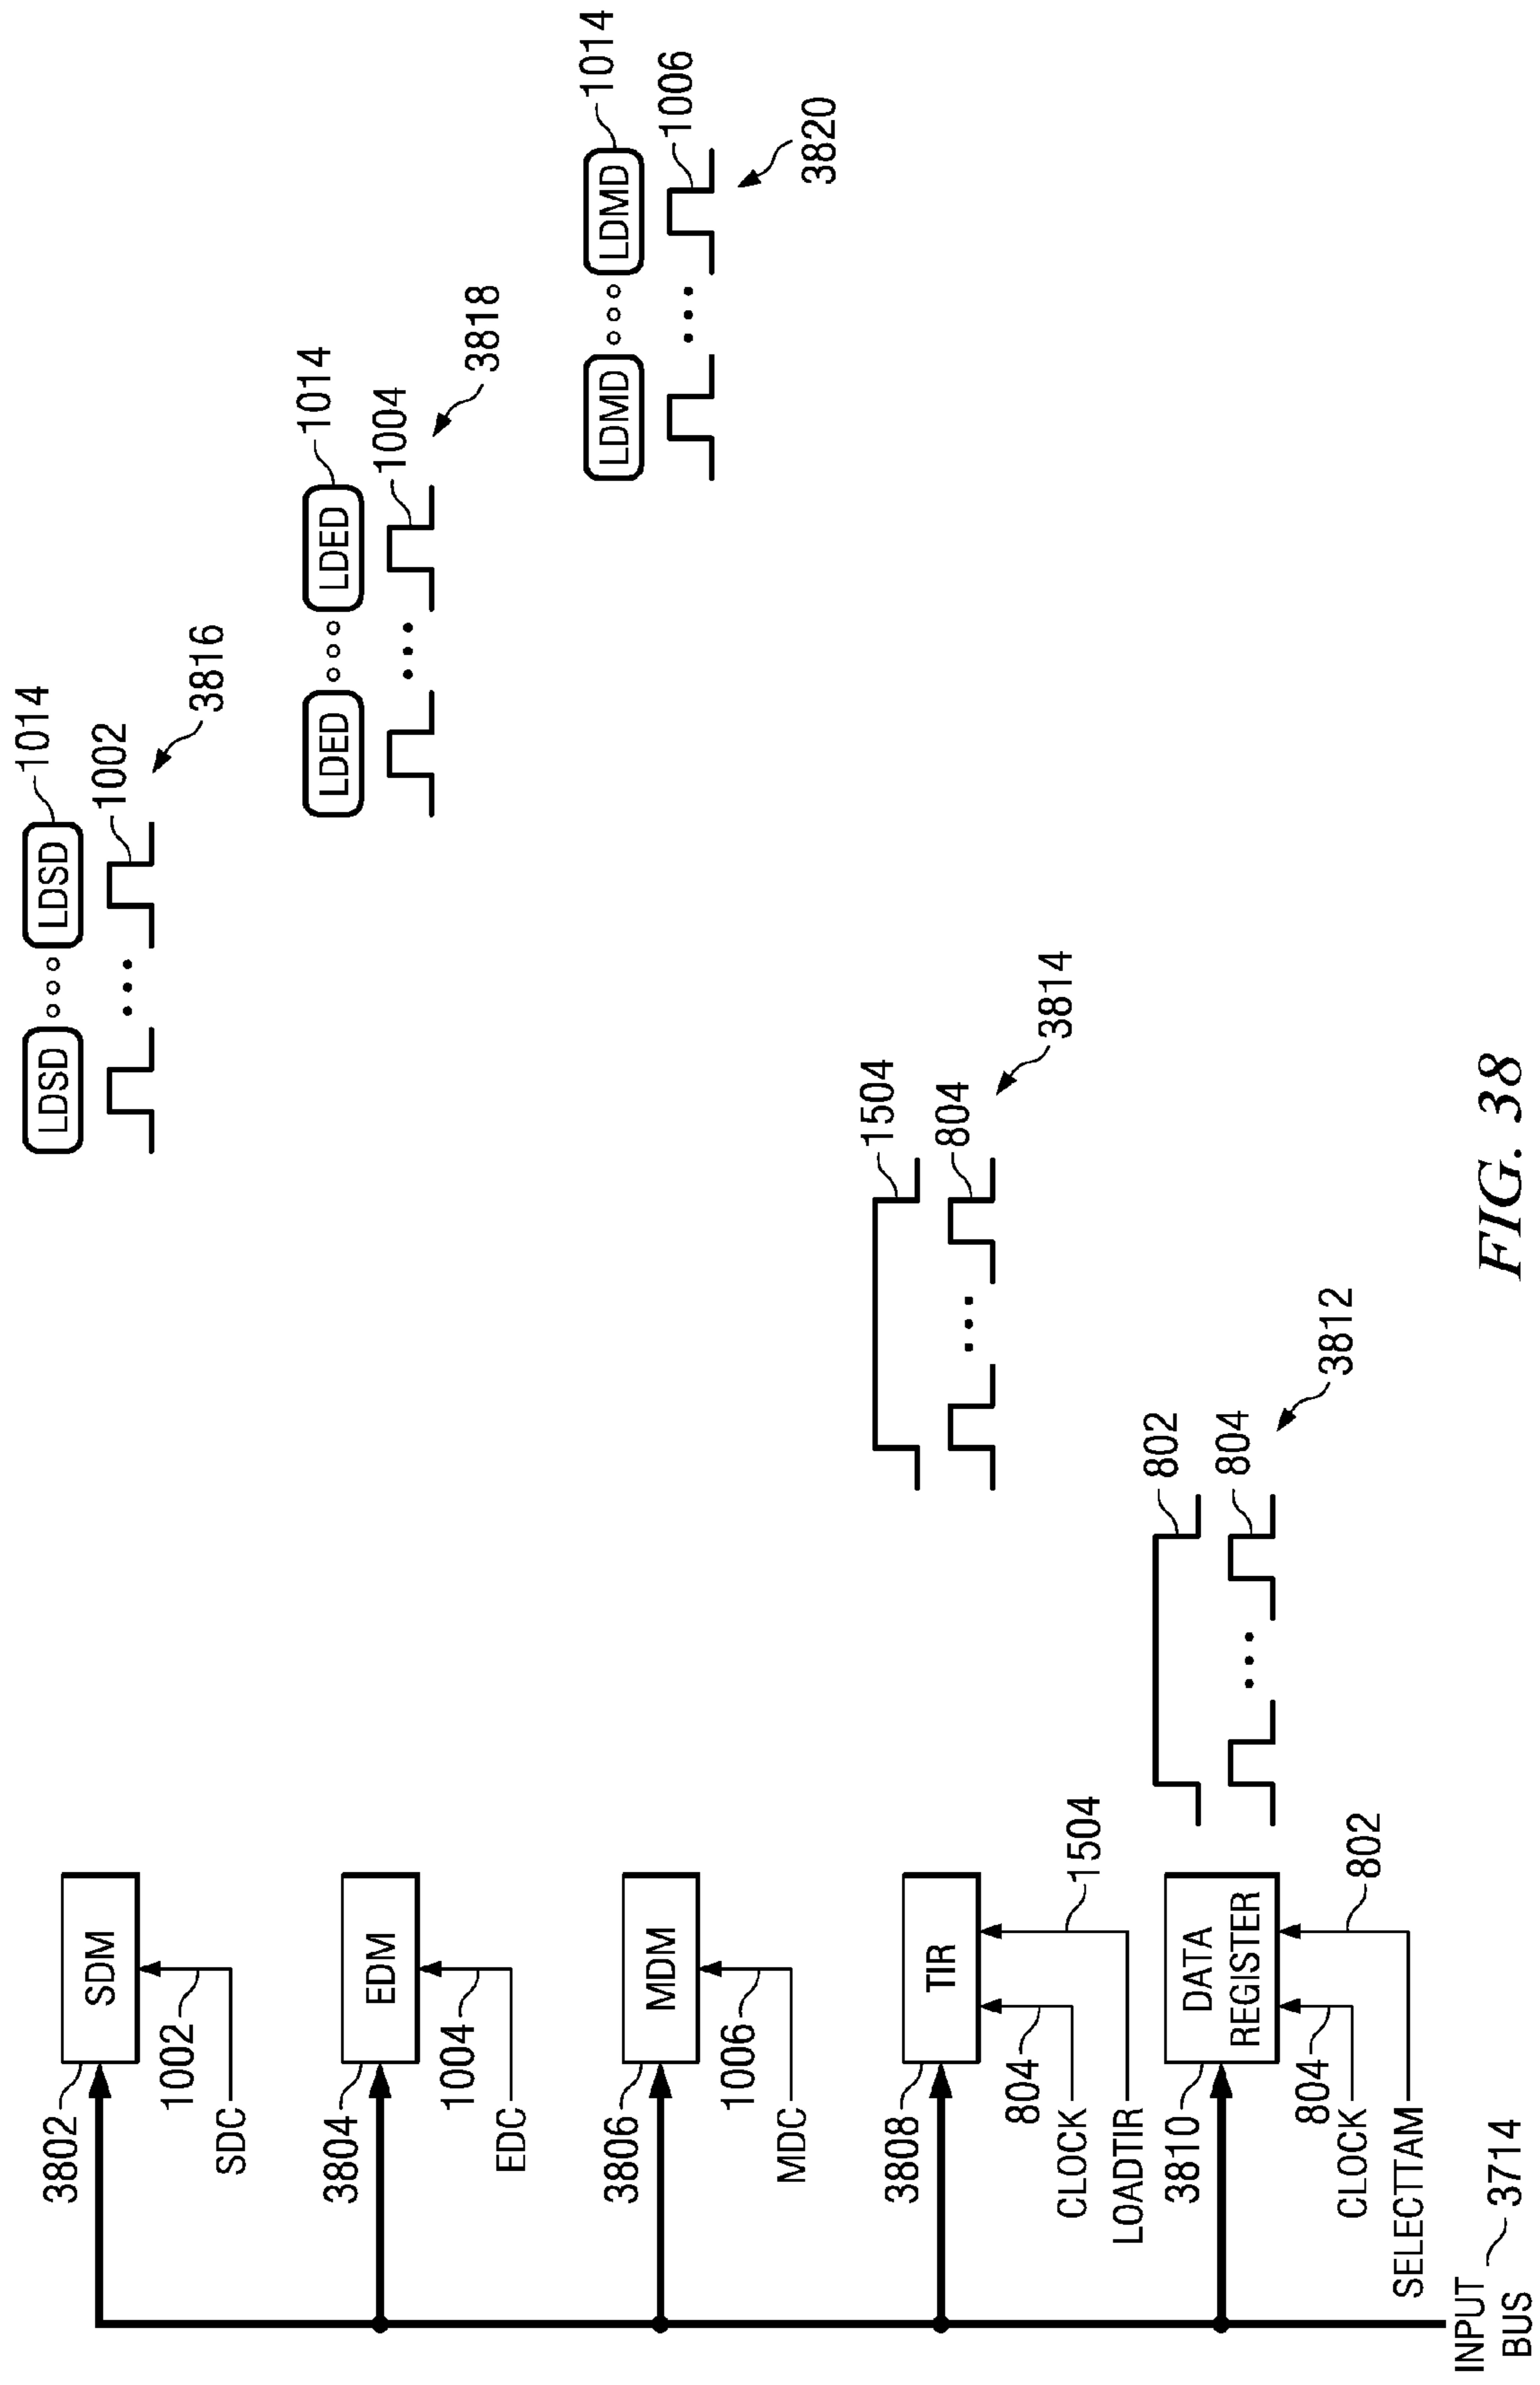 3802
SDM
1002
SDC
LDSD
LDSD
1014
1002
3816
3804
EDM
1004
EDC
LDED
LDED
1014
1004
3818
3806
MDM
1006
MDC
LDMD
LDMD
1014
1006
3820
3808
TIR
804
CLOCK
1504
LOADTIR
1504
804
3814
3810
DATA
REGISTER
804
CLOCK
802
SELECTTAM
802
804
3812
INPUT
BUS
3714
FIG. 38